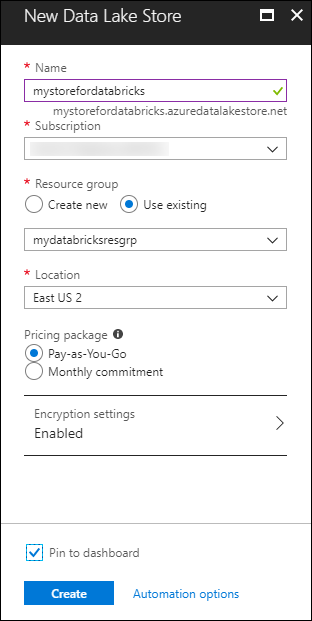 New Data Lake Store
* Name
mystorefordatabricks
mystorefordatabricks.azuredatalakestore.net
* Subscription
* Resource group
Create new Use existing
mydatabricksresgrp
* Location
East US 2
Pricing package
Pay-as-You-Go
Monthly commitment
Encryption settings
Enabled
Pin to dashboard
Create Automation options